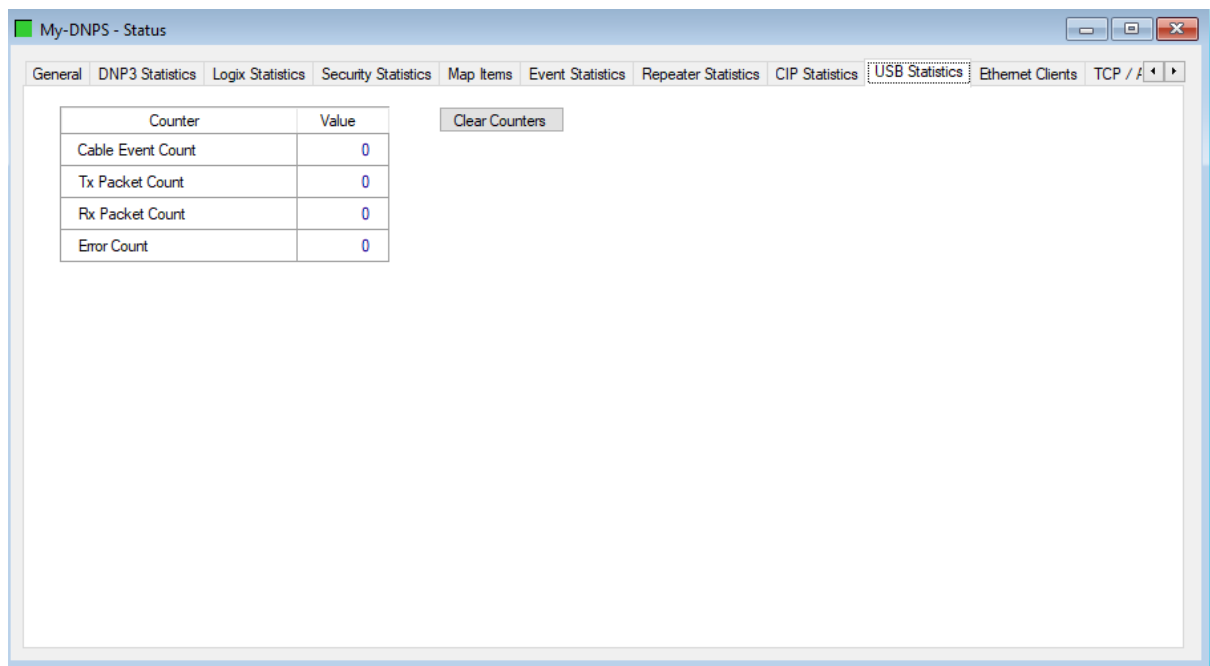 My-DNPS - Status
General DNP3 Statistics Logix Statistics Security Statistics Map Items Event Statistics Repeater Statistics CIP Statistics USB Statistics Ethernet Clients TCP /
Counter Value Clear Counters
Cable Event Count 0
Tx Packet Count 0
Rx Packet Count 0
Error Count 0